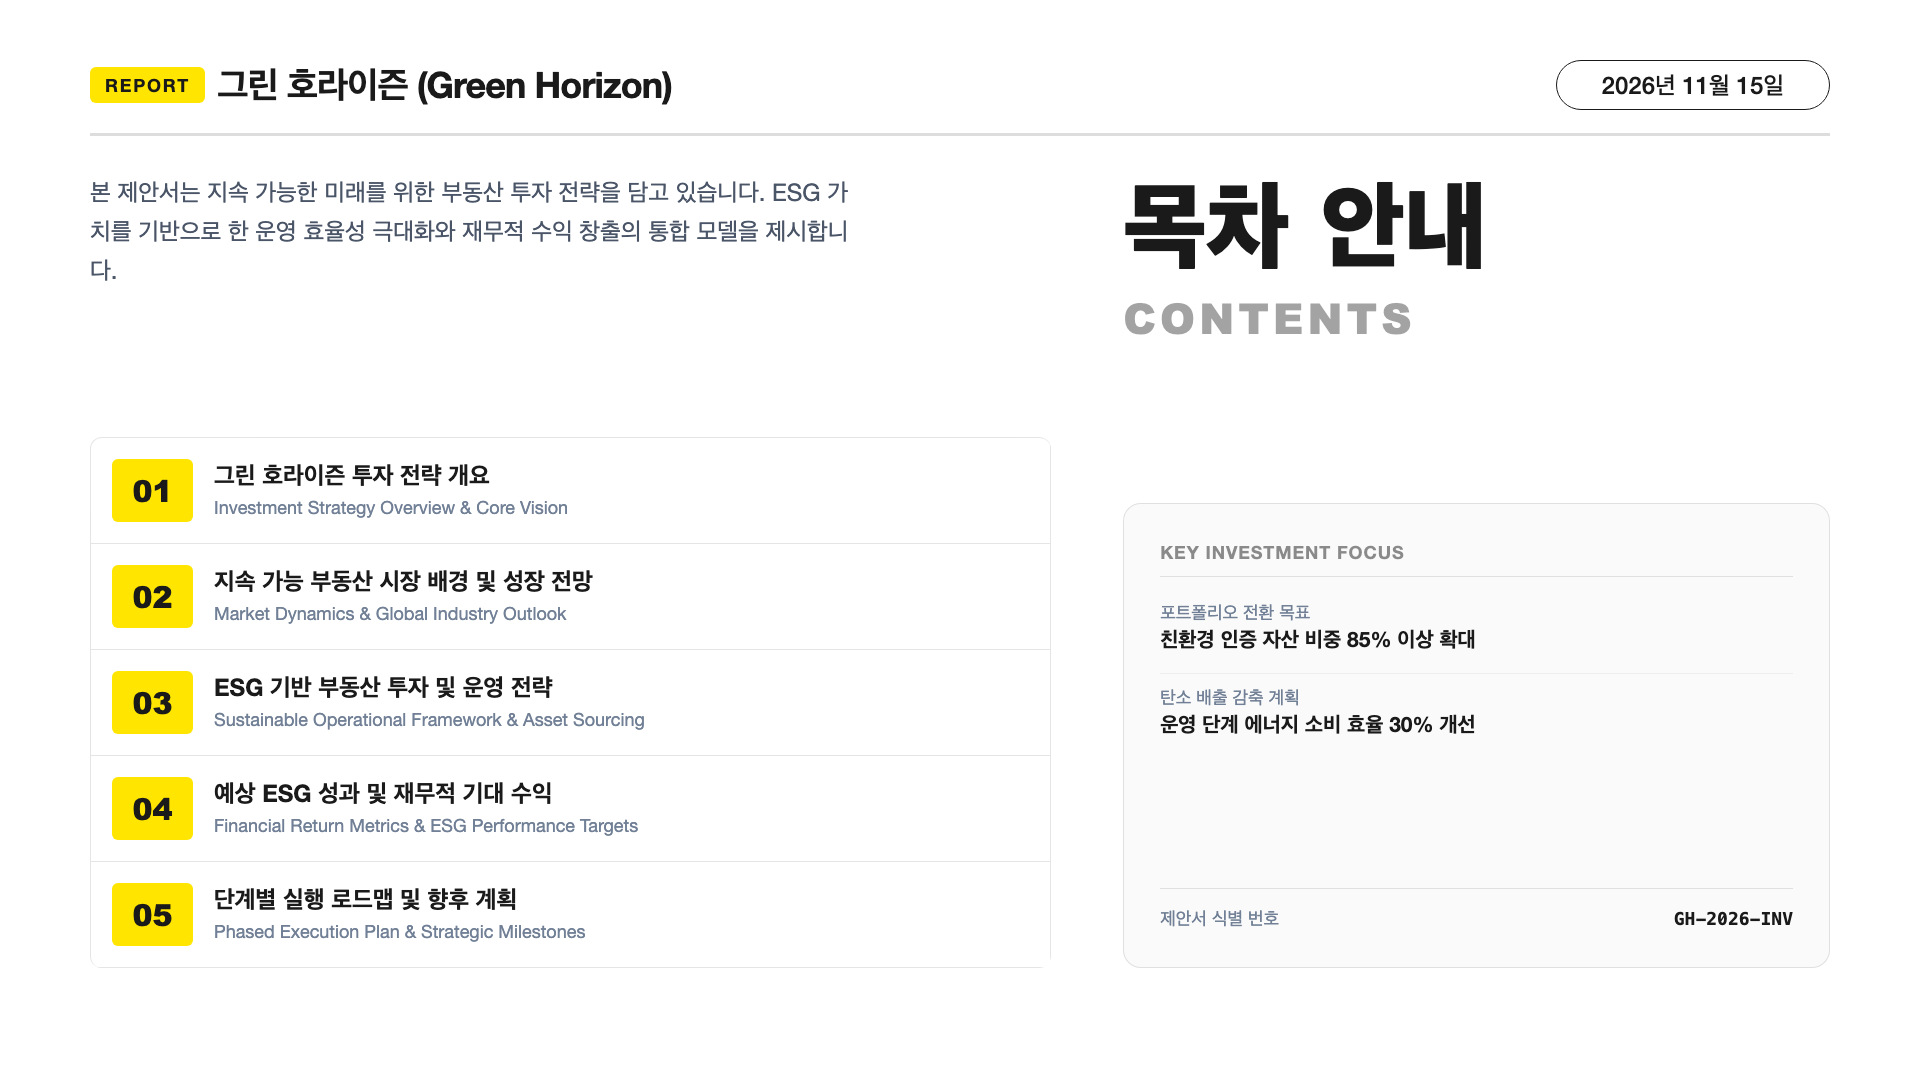 REPORT 그린 호라이즌 (Green Horizon)
2026년 11월 15일
본 제안서는 지속 가능한 미래를 위한 부동산 투자 전략을 담고 있습니다. ESG 가
치를 기반으로 한 운영 효율성 극대화와 재무적 수익 창출의 통합 모델을 제시합니
다.
목차 안내
CONTENTS
01
그린 호라이즌 투자 전략 개요
Investment Strategy Overview & Core Vision
02
지속 가능 부동산 시장 배경 및 성장 전망
Market Dynamics & Global Industry Outlook
03
ESG 기반 부동산 투자 및 운영 전략
Sustainable Operational Framework & Asset Sourcing
04
예상 ESG 성과 및 재무적 기대 수익
Financial Return Metrics & ESG Performance Targets
05
단계별 실행 로드맵 및 향후 계획
Phased Execution Plan & Strategic Milestones
KEY INVESTMENT FOCUS
포트폴리오 전환 목표
친환경 인증 자산 비중 85% 이상 확대
탄소 배출 감축 계획
운영 단계 에너지 소비 효율 30% 개선
제안서 식별 번호
GH-2026-INV